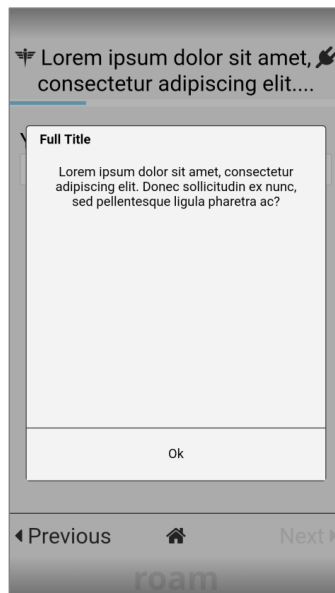 Lorem ipsum dolor sit amet,
consectetur adipiscing elit....
Full Title
Lorem ipsum dolor sit amet, consectetur
adipiscing elit. Donec sollicitudin ex nunc,
sed pellentesque ligula pharetra ac?
Ok
Previous
Next
roam